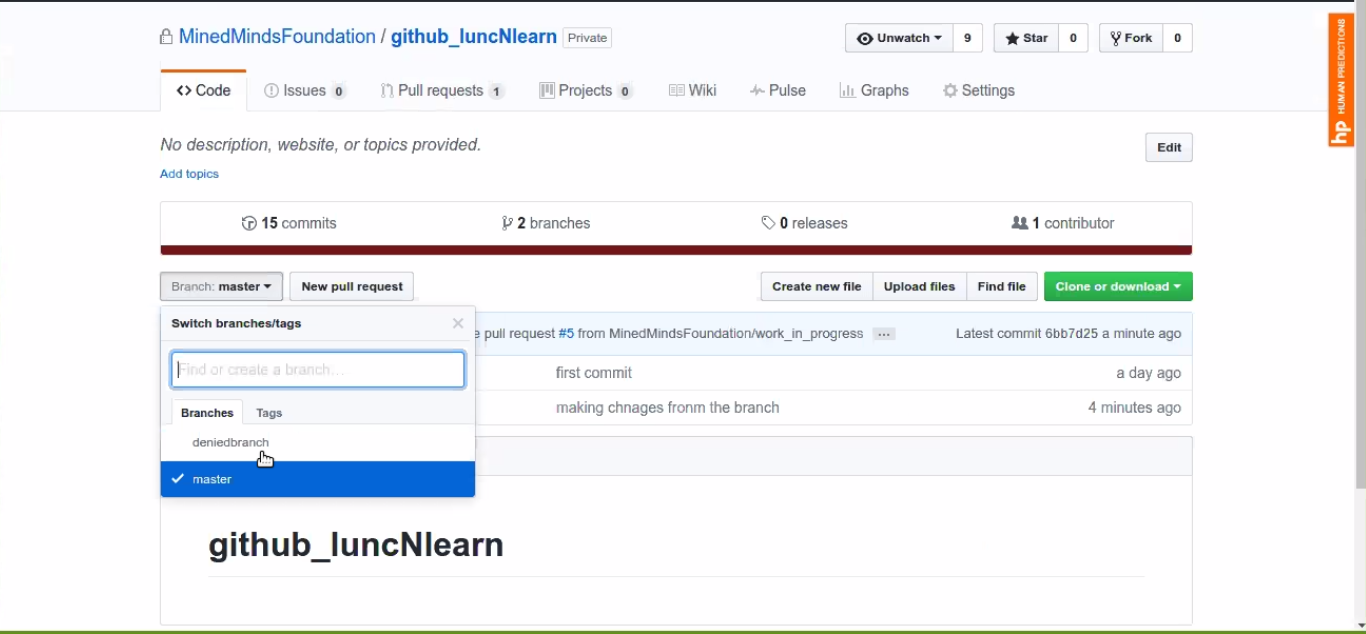 MinedMindsFoundation / github_luncNlearn Private
Unwatch 9 Star 0 Fork 0
HUMAN PREDICTIONS
hp
Code Issues 0 Pull requests 1 Projects 0 Wiki Pulse Graphs Settings
No description, website, or topics provided.
Edit
Add topics
15 commits 2 branches 0 releases 1 contributor
Branch: master New pull request Create new file Upload files Find file Clone or download
Switch branches/tags
pull request #5 from MinedMindsFoundation/work_in_progress ... Latest commit 6bb7d25 a minute ago
Find or create a branch...
first commit a day ago
Branches Tags
making chnages fronm the branch 4 minutes ago
deniedbranch
master
github_luncNlearn